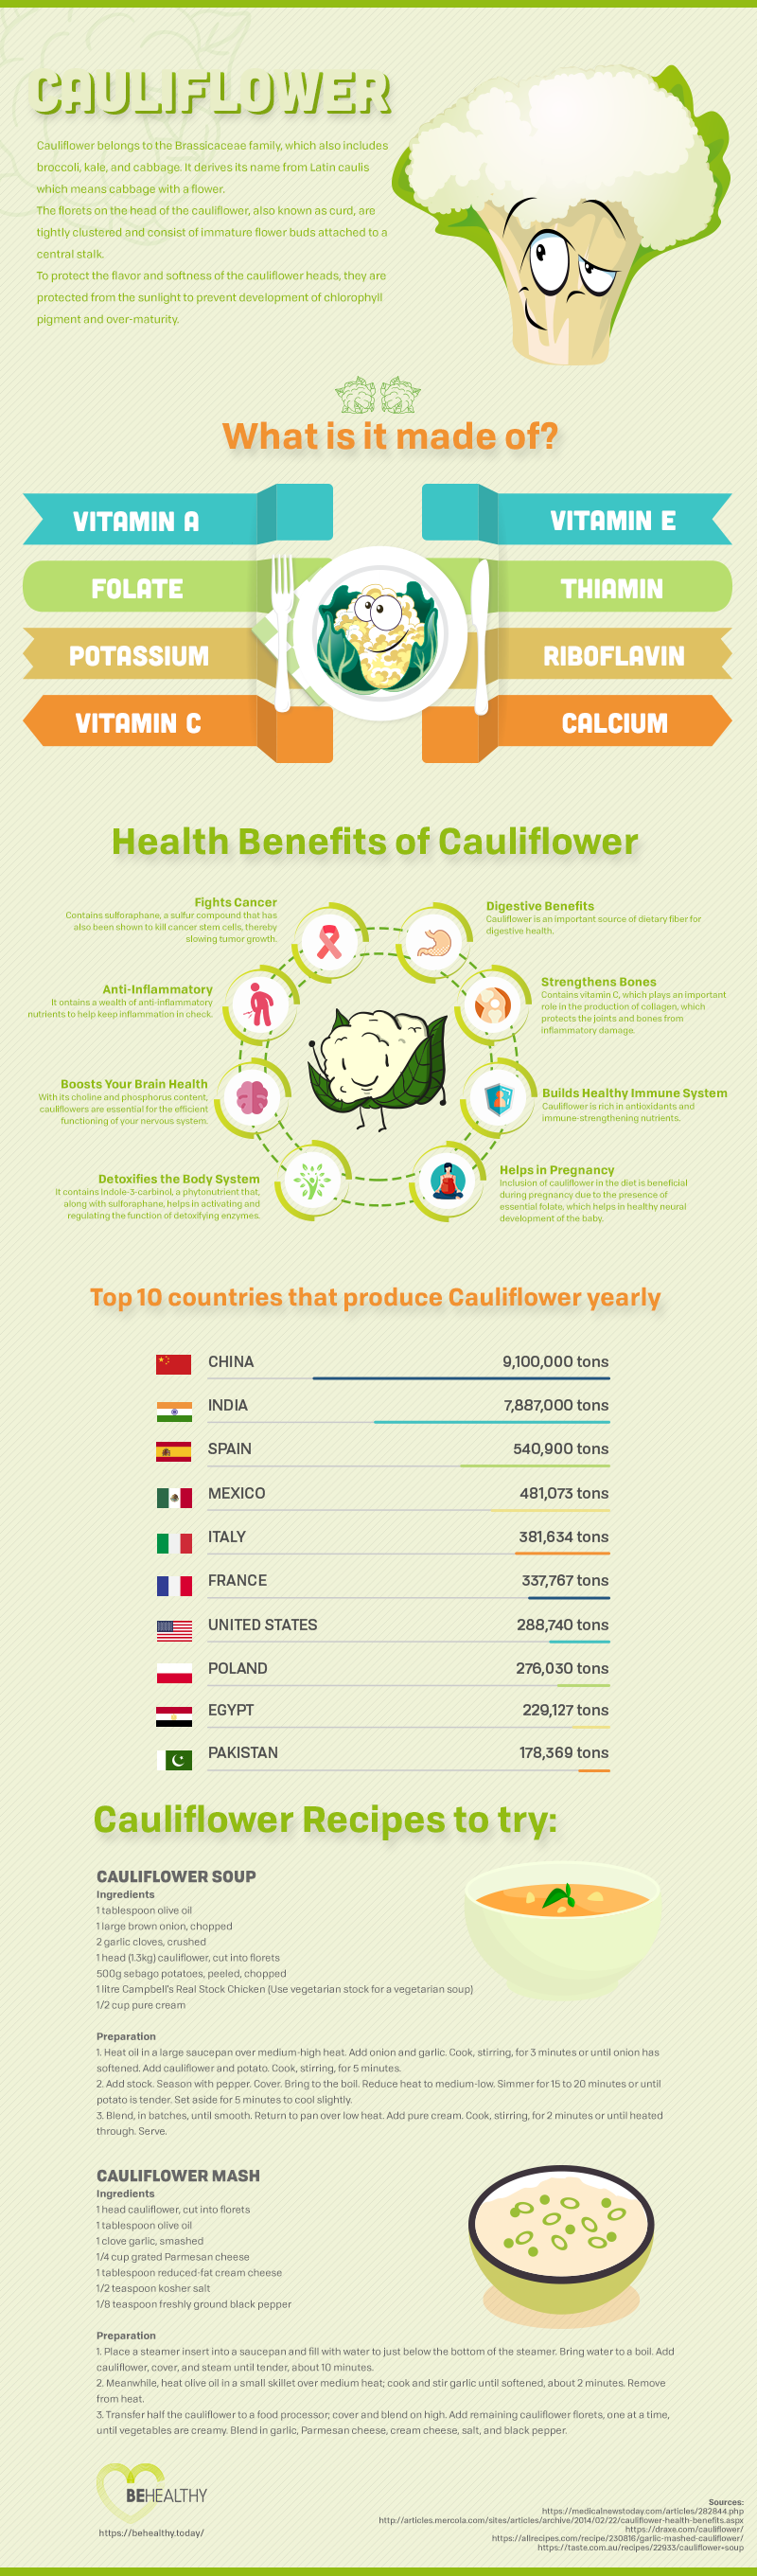 CAULIFLOWER
Cauliflower belongs to the Brassicaceae family, which also includes
broccoli, kale, and cabbage. It derives its name from Latin caulis
which means cabbage with a flower.
The florets on the head of the cauliflower, also known as curd, are
tightly clustered and consist of immature flower buds attached to a
central stalk.
To protect the flavor and softness of the cauliflower heads, they are
protected from the sunlight to prevent development of chlorophyll
pigment and over-maturity.
What is it made of?
VITAMIN A
VITAMIN E
FOLATE
THIAMIN
POTASSIUM
RIBOFLAVIN
VITAMIN C
CALCIUM
Health Benefits of Cauliflower
Fights Cancer
Contains sulforaphane, a sulfur compound that has
also been shown to kill cancer stem cells, thereby
slowing tumor growth.
Digestive Benefits
Cauliflower is an important source of dietary fiber for
digestive health.
Anti-Inflammatory
It ontains a wealth of anti-inflammatory
nutrients to help keep inflammation in check.
Strengthens Bones
Contains vitamin C, which plays an important
role in the production of collagen, which
protects the joints and bones from
inflammatory damage.
Boosts Your Brain Health
With its choline and phosphorus content,
cauliflowers are essential for the efficient
functioning of your nervous system.
Builds Healthy Immune System
Cauliflower is rich in antioxidants and
immune-strengthening nutrients.
Detoxifies the Body System
It contains Indole-3-carbinol, a phytonutrient that,
along with sulforaphane, helps in activating and
regulating the function of detoxifying enzymes.
Helps in Pregnancy
Inclusion of cauliflower in the diet is beneficial
during pregnancy due to the presence of
essential folate, which helps in healthy neural
development of the baby.
Top 10 countries that produce Cauliflower yearly
CHINA 9,100,000 tons
INDIA 7,887,000 tons
SPAIN 540,900 tons
MEXICO 481,073 tons
ITALY 381,634 tons
FRANCE 337,767 tons
UNITED STATES 288,740 tons
POLAND 276,030 tons
EGYPT 229,127 tons
PAKISTAN 178,369 tons
Cauliflower Recipes to try:
CAULIFLOWER SOUP
Ingredients
1 tablespoon olive oil
1 large brown onion, chopped
2 garlic cloves, crushed
1 head (1.3kg) cauliflower, cut into florets
500g sebago potatoes, peeled, chopped
1 litre Campbell's Real Stock Chicken (Use vegetarian stock for a vegetarian soup)
1/2 cup pure cream
Preparation
1. Heat oil in a large saucepan over medium-high heat. Add onion and garlic. Cook, stirring, for 3 minutes or until onion has
softened. Add cauliflower and potato. Cook, stirring, for 5 minutes.
2. Add stock. Season with pepper. Cover. Bring to the boil. Reduce heat to medium-low. Simmer for 15 to 20 minutes or until
potato is tender. Set aside for 5 minutes to cool slightly.
3. Blend, in batches, until smooth. Return to pan over low heat. Add pure cream. Cook, stirring, for 2 minutes or until heated
through. Serve.
CAULIFLOWER MASH
Ingredients
1 head cauliflower, cut into florets
1 tablespoon olive oil
1 clove garlic, smashed
1/4 cup grated Parmesan cheese
1 tablespoon reduced-fat cream cheese
1/2 teaspoon kosher salt
1/8 teaspoon freshly ground black pepper
Preparation
1. Place a steamer insert into a saucepan and fill with water to just below the bottom of the steamer. Bring water to a boil. Add
cauliflower, cover, and steam until tender, about 10 minutes.
2. Meanwhile, heat olive oil in a small skillet over medium heat; cook and stir garlic until softened, about 2 minutes. Remove
from heat.
3. Transfer half the cauliflower to a food processor; cover and blend on high. Add remaining cauliflower florets, one at a time,
until vegetables are creamy. Blend in garlic, Parmesan cheese, cream cheese, salt, and black pepper.
BEHEALTHY
https://behealthy.today/
Sources:
https://medicalnewstoday.com/articles/282844.php
http://articles.mercola.com/sites/articles/archive/2014/02/22/cauliflower-health-benefits.aspx
https://draxe.com/cauliflower/
https://allrecipes.com/recipe/230816/garlic-mashed-cauliflower/
https://taste.com.au/recipes/22933/cauliflower+soup